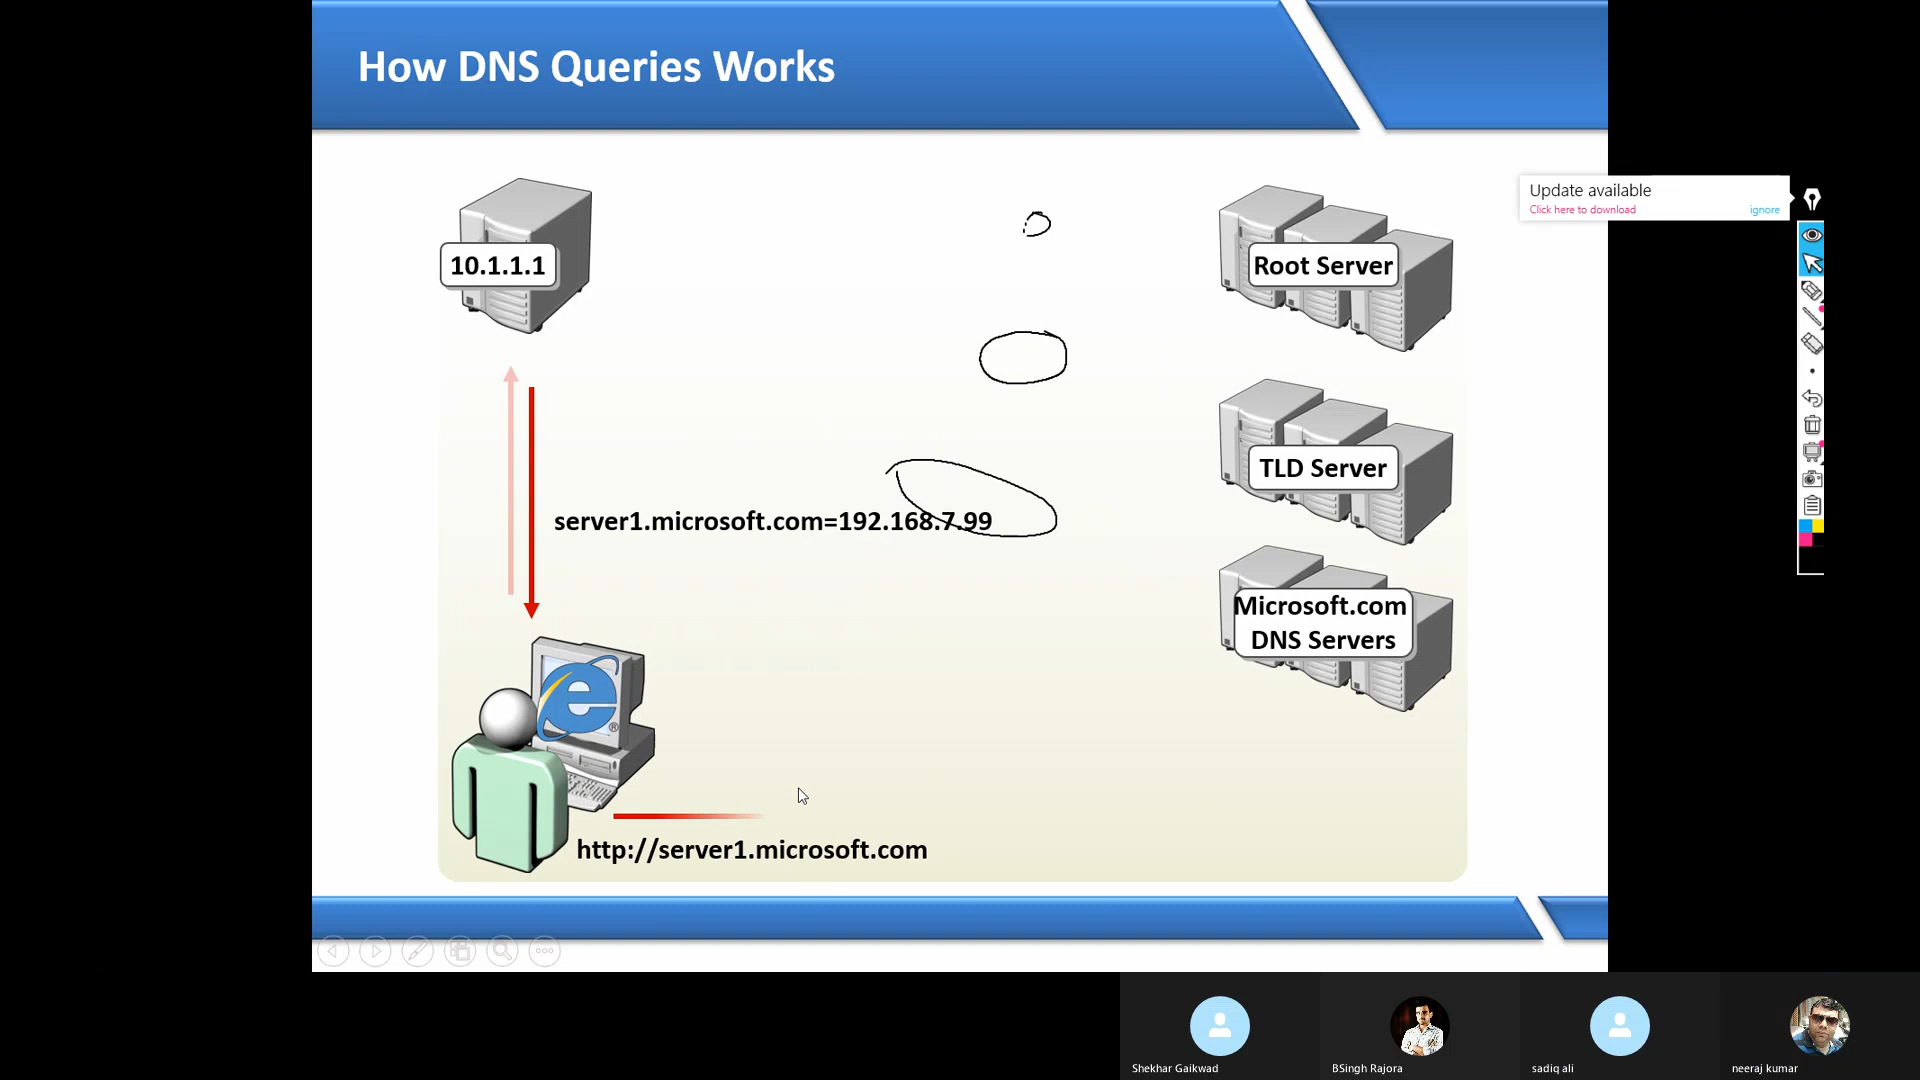 How DNS Queries Works
Update available
Click here to download
ignore
10.1.1.1
Root Server
TLD Server
server1.microsoft.com=192.168.7.99
Microsoft.com
DNS Servers
http://server1.microsoft.com
Shekhar Gaikwad
BSingh Rajora
sadiq ali
neeraj kumar